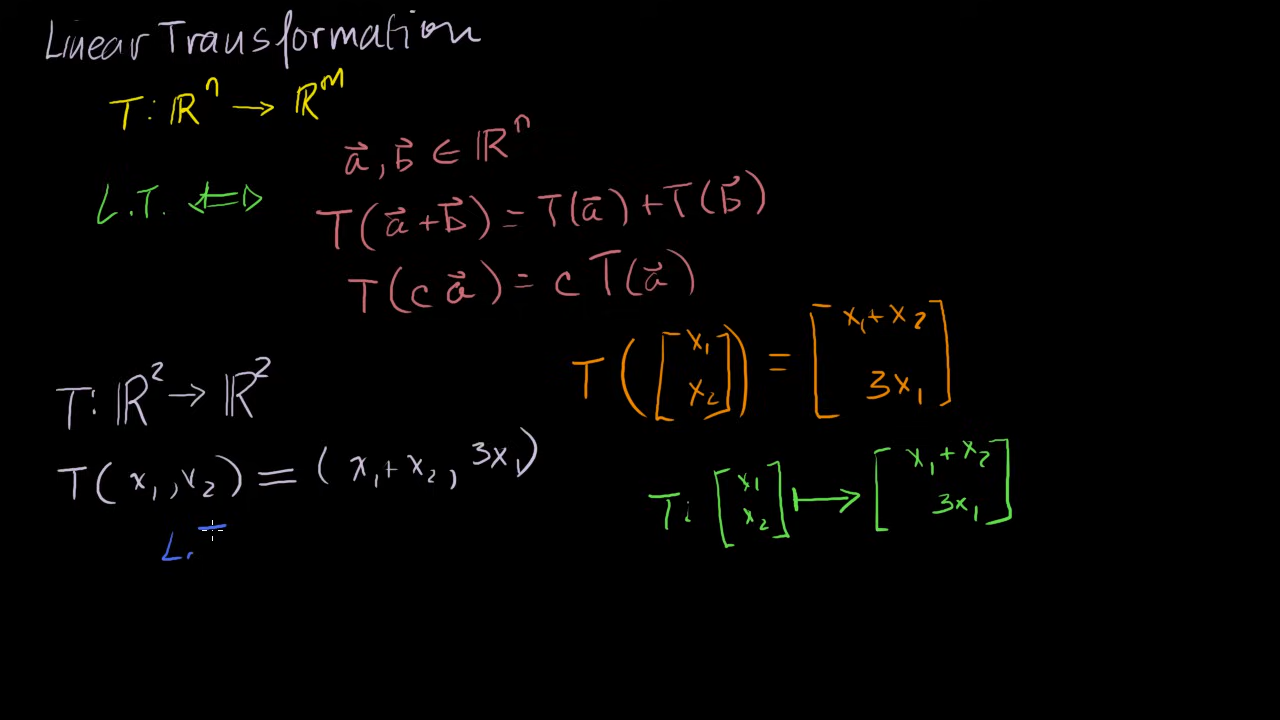 Linear Transformation
T: ℝⁿ → ℝᵐ
L.T. ⟺
a⃗, b⃗ ∈ ℝⁿ
T(a⃗ + b⃗) = T(a⃗) + T(b⃗)
T(c a⃗) = c T(a⃗)
T: ℝ² → ℝ²
T(x₁, x₂) = (x₁ + x₂, 3x₁)
L. T
T([x₁
x₂]) = [x₁ + x₂
3x₁]
T: [x₁
x₂] ↦ [x₁ + x₂
3x₁]